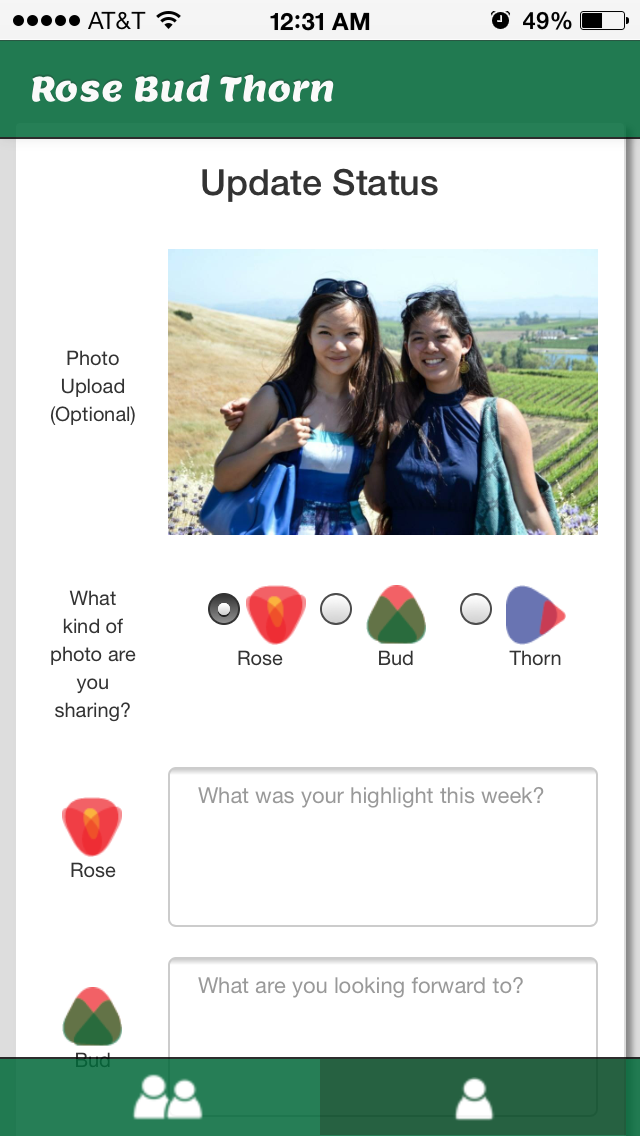 AT&T 12:31 AM 49%
Rose Bud Thorn
Update Status
Photo
Upload
(Optional)
What
kind of
photo are
you
sharing?
Rose Bud Thorn
What was your highlight this week?
Rose
What are you looking forward to?
Bud